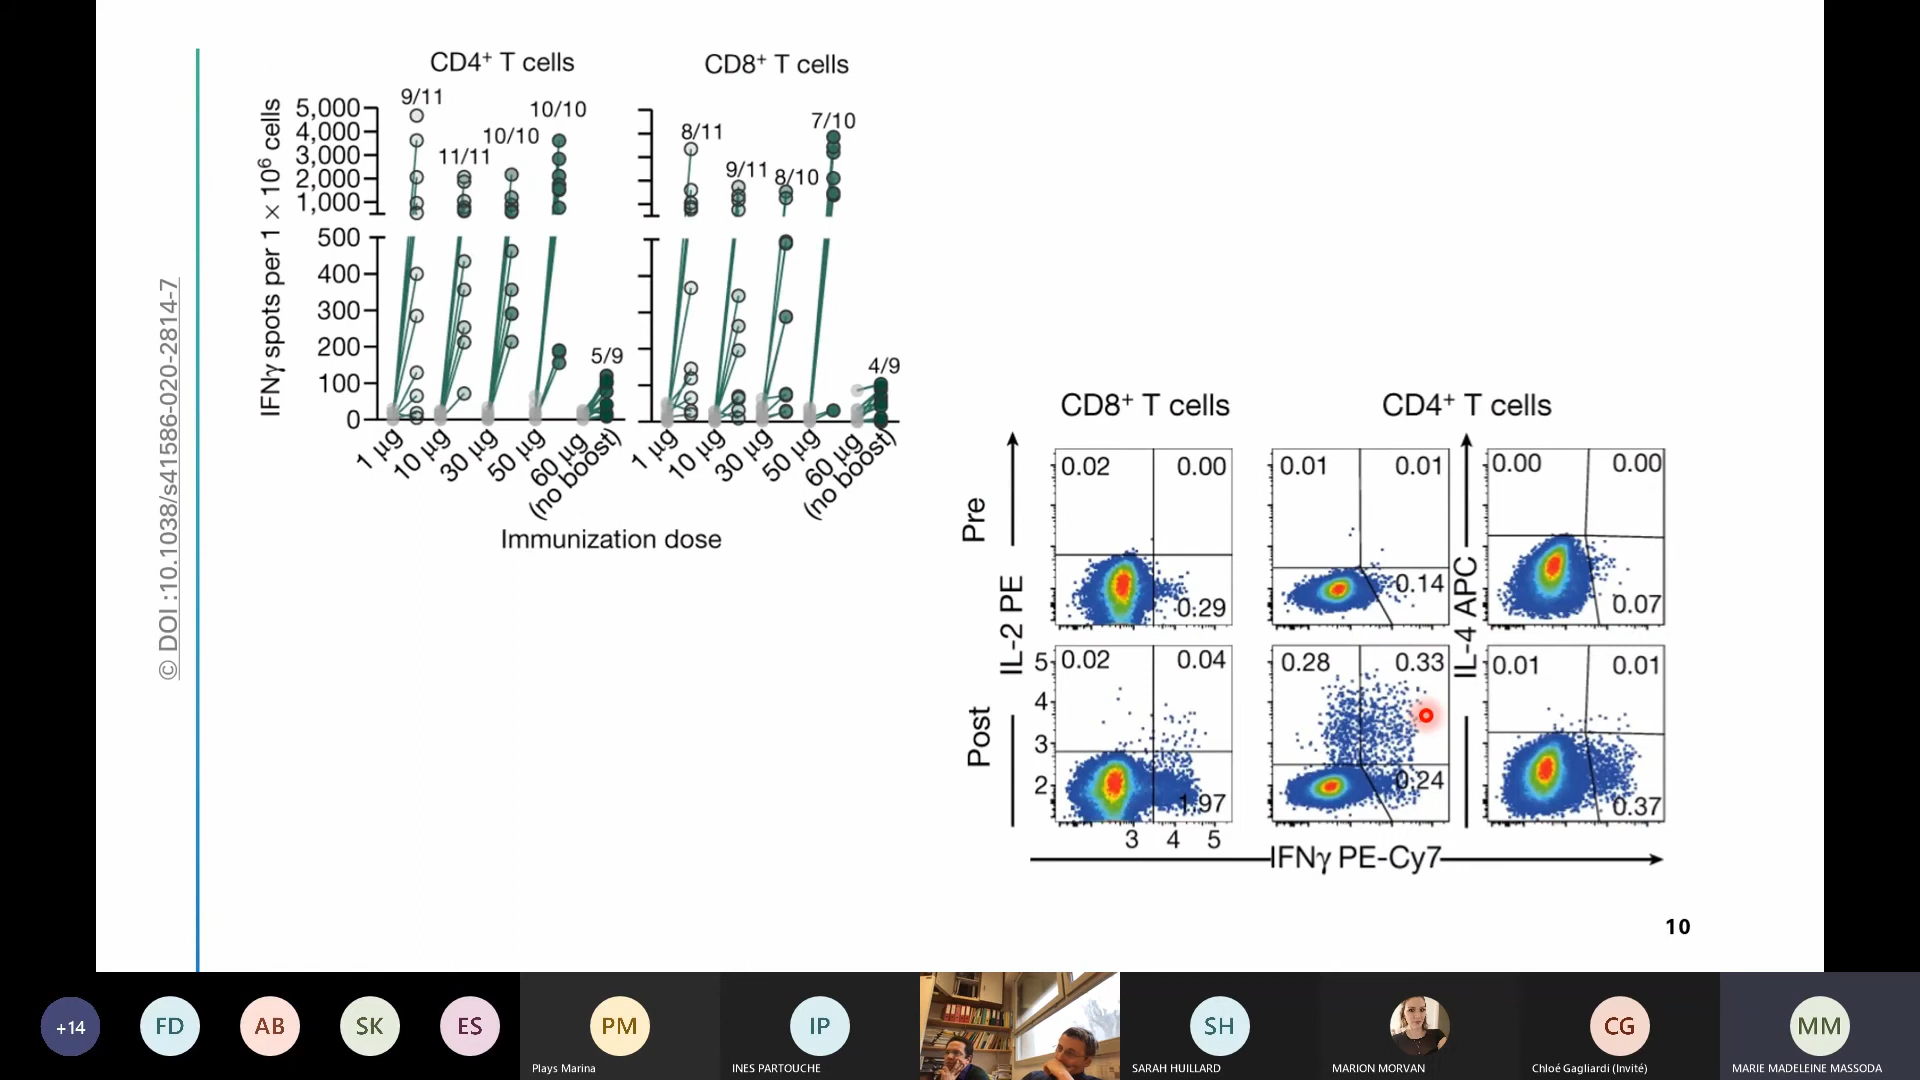 © DOI :10.1038/s41586-020-2814-7
CD4⁺ T cells
CD8⁺ T cells
IFNγ spots per 1 × 10⁶ cells
5,000
4,000
3,000
2,000
1,000
500
400
300
200
100
0
9/11
11/11
10/10
10/10
5/9
8/11
9/11
8/10
7/10
4/9
1 µg
10 µg
30 µg
50 µg
60 µg
(no boost)
1 µg
10 µg
30 µg
50 µg
60 µg
(no boost)
Immunization dose
CD8⁺ T cells
CD4⁺ T cells
Pre
Post
IL-2 PE
IL-4 APC
0.02
0.00
0.29
0.01
0.01
0.14
0.00
0.00
0.07
5
4
3
2
0.02
0.04
1.97
0.28
0.33
0.24
0.01
0.01
0.37
3 4 5
IFNγ PE-Cy7
10
+14
FD
AB
SK
ES
PM
Plays Marina
IP
INES PARTOUCHE
SH
SARAH HUILLARD
MARION MORVAN
CG
Chloé Gagliardi (Invité)
MM
MARIE MADELEINE MASSODA